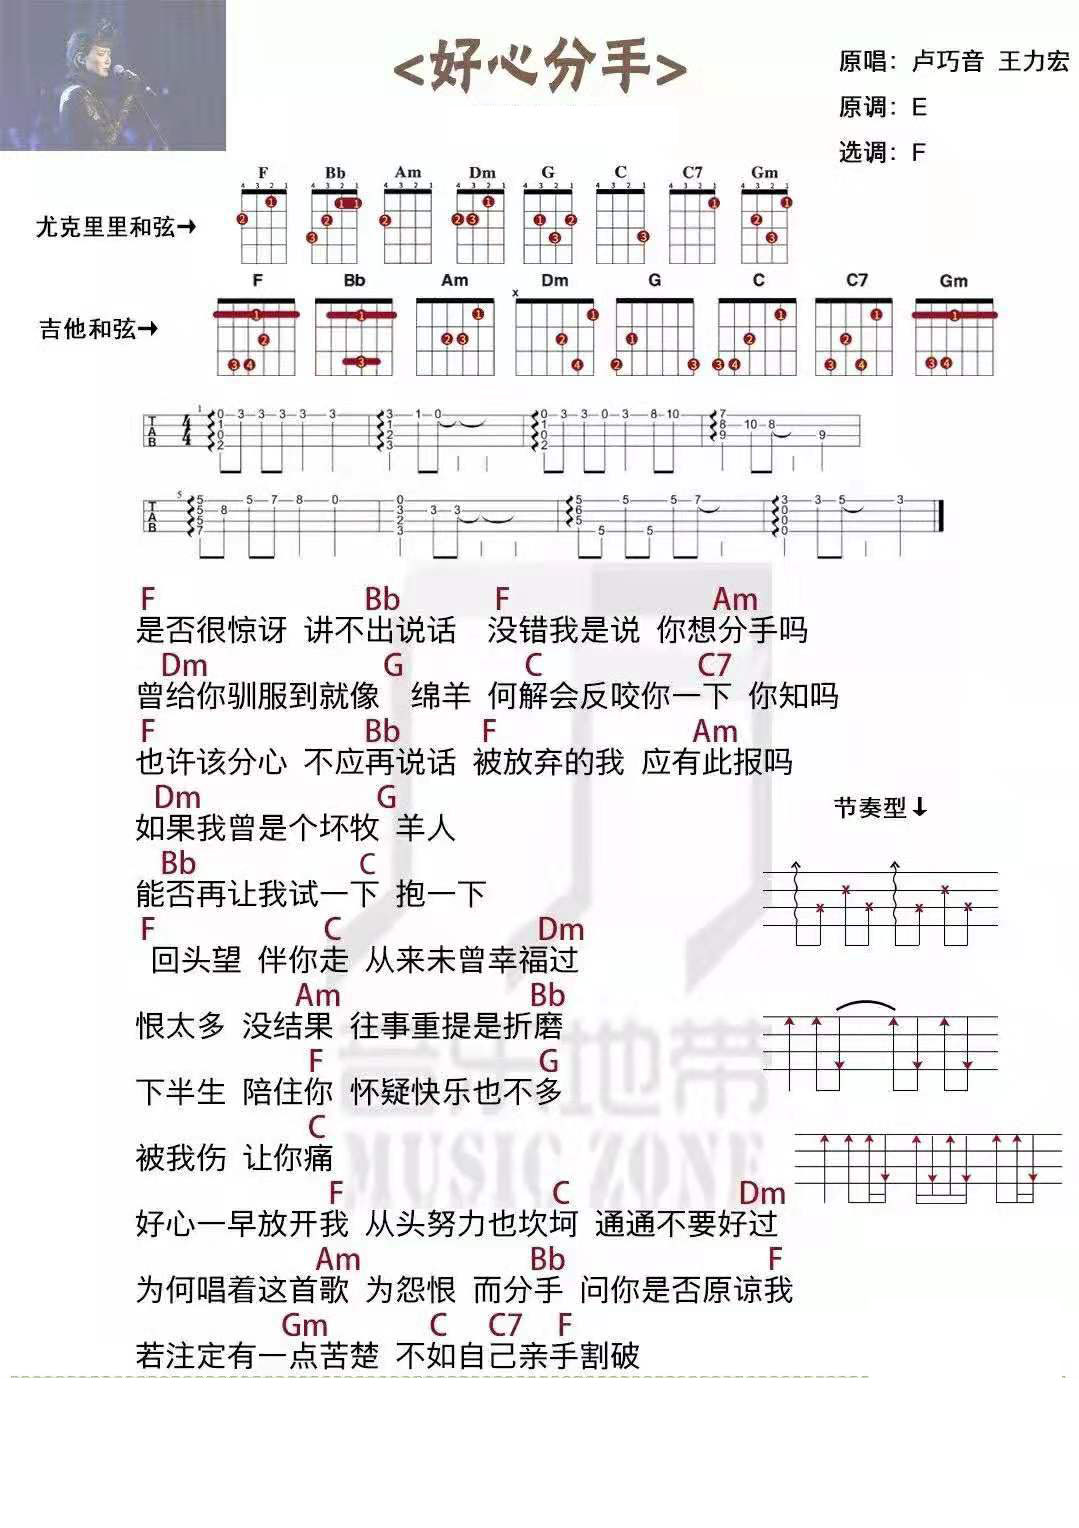 <好心分手>
原唱：卢巧音 王力宏
原调：E
选调：F
F Bb Am Dm G C C7 Gm
尤克里里和弦→
F Bb Am Dm G C C7 Gm
吉他和弦→
F Bb F Am
是否很惊讶 讲不出说话 没错我是说 你想分手吗
Dm G C C7
曾给你驯服到就像 绵羊 何解会反咬你一下 你知吗
F Bb F Am
也许该分心 不应再说话 被放弃的我 应有此报吗
Dm G
如果我曾是个坏牧 羊人
节奏型↓
Bb C
能否再让我试一下 抱一下
F C Dm
回头望 伴你走 从来未曾幸福过
Am Bb
恨太多 没结果 往事重提是折磨
F G
下半生 陪住你 怀疑快乐也不多
C
被我伤 让你痛
F C Dm
好心一早放开我 从头努力也坎坷 通通不要好过
Am Bb F
为何唱着这首歌 为怨恨 而分手 问你是否原谅我
Gm C C7 F
若注定有一点苦楚 不如自己亲手割破
音乐地带
MUSIC ZONE